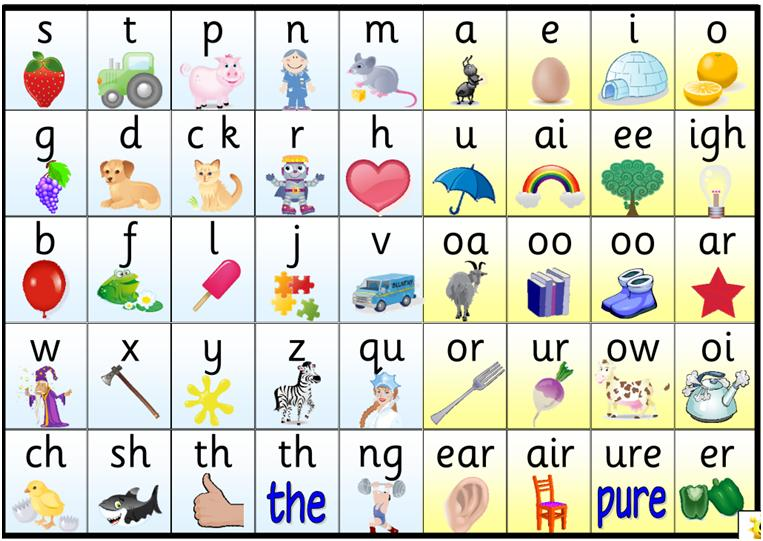 s t p n m a e i o
g d c k r h u ai ee igh
b f l j v oa oo oo ar
w x y z qu or ur ow oi
ch sh th th ng ear air ure er
the pure